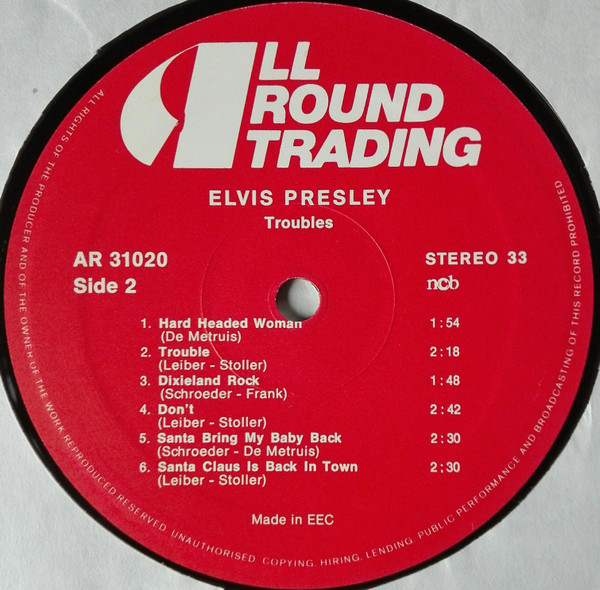 ALL
ROUND
TRADING
ELVIS PRESLEY
Troubles
AR 31020
STEREO 33
Side 2
ncb
1. Hard Headed Woman 1:54
(De Metruis)
2. Trouble 2:18
(Leiber - Stoller)
3. Dixieland Rock 1:48
(Schroeder - Frank)
4. Don't 2:42
(Leiber - Stoller)
5. Santa Bring My Baby Back 2:30
(Schroeder - De Metruis)
6. Santa Claus Is Back In Town 2:30
(Leiber - Stoller)
Made in EEC
ALL RIGHTS OF THE PRODUCER AND OF THE OWNER OF THE WORK REPRODUCED RESERVED UNAUTHORISED COPYING, HIRING, LENDING PUBLIC PERFORMANCE AND BROADCASTING OF THIS RECORD PROHIBITED